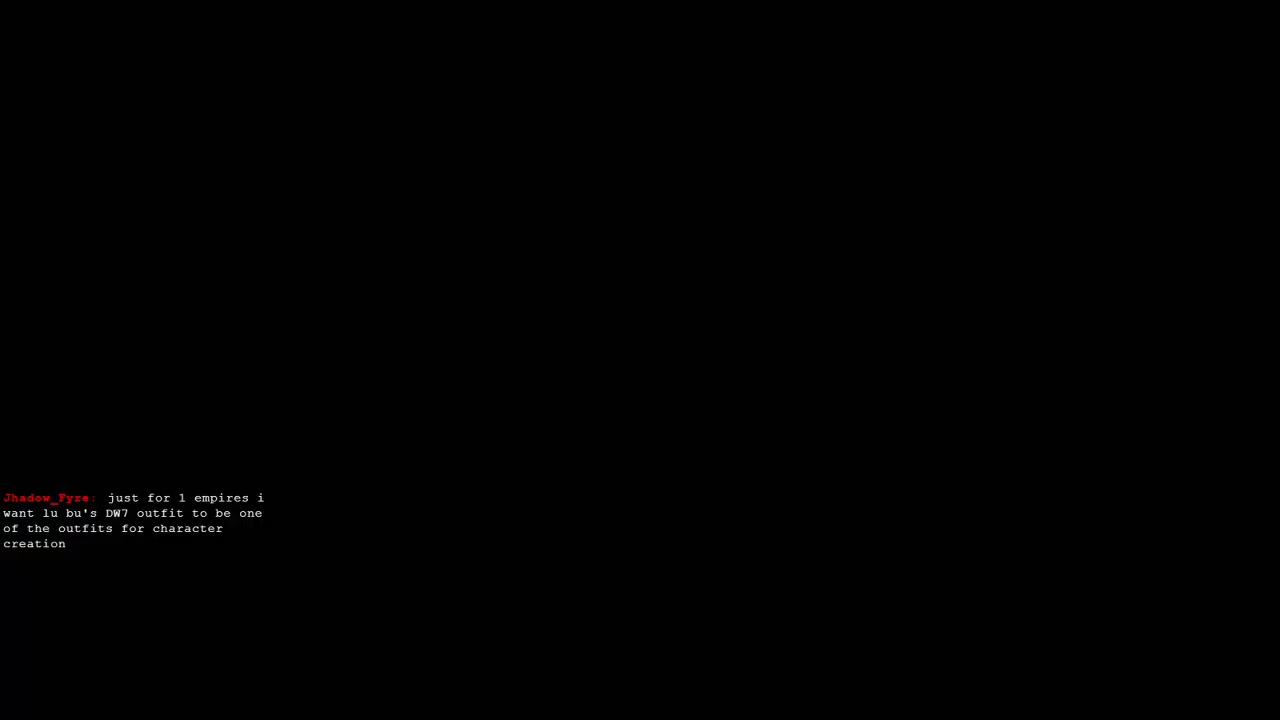 Jhadow_Fyre: just for 1 empires i
want lu bu's DW7 outfit to be one
of the outfits for character
creation